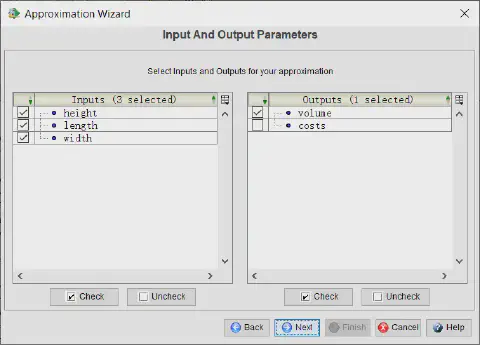 Approximation Wizard
Input And Output Parameters
Select Inputs and Outputs for your approximation
Inputs (3 selected)
height
length
width
Outputs (1 selected)
volume
costs
Check Uncheck Check Uncheck
Back Next Finish Cancel Help